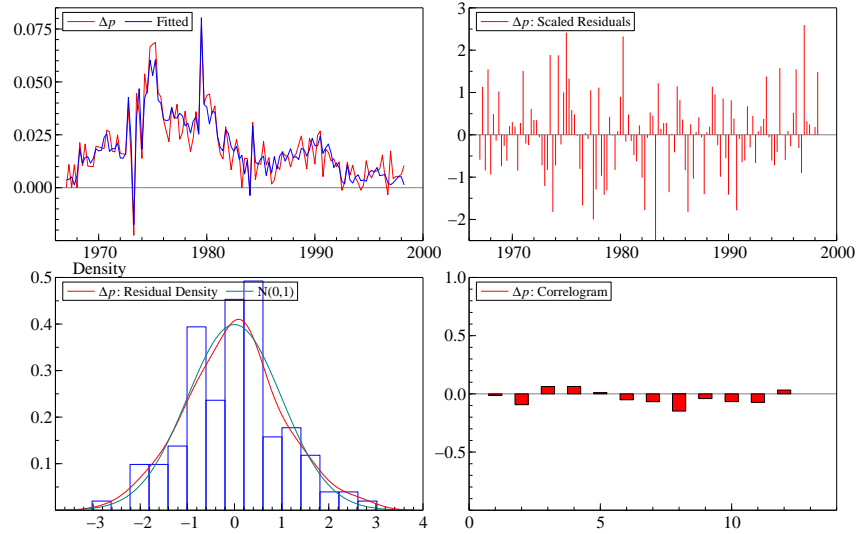 Δp Fitted
0.075
0.050
0.025
0.000
1970 1980 1990 2000
Δp: Scaled Residuals
3
2
1
0
−1
−2
1970 1980 1990 2000
Density
Δp: Residual Density N(0,1)
0.5
0.4
0.3
0.2
0.1
−3 −2 −1 0 1 2 3 4
Δp: Correlogram
1.0
0.5
0.0
−0.5
0 5 10